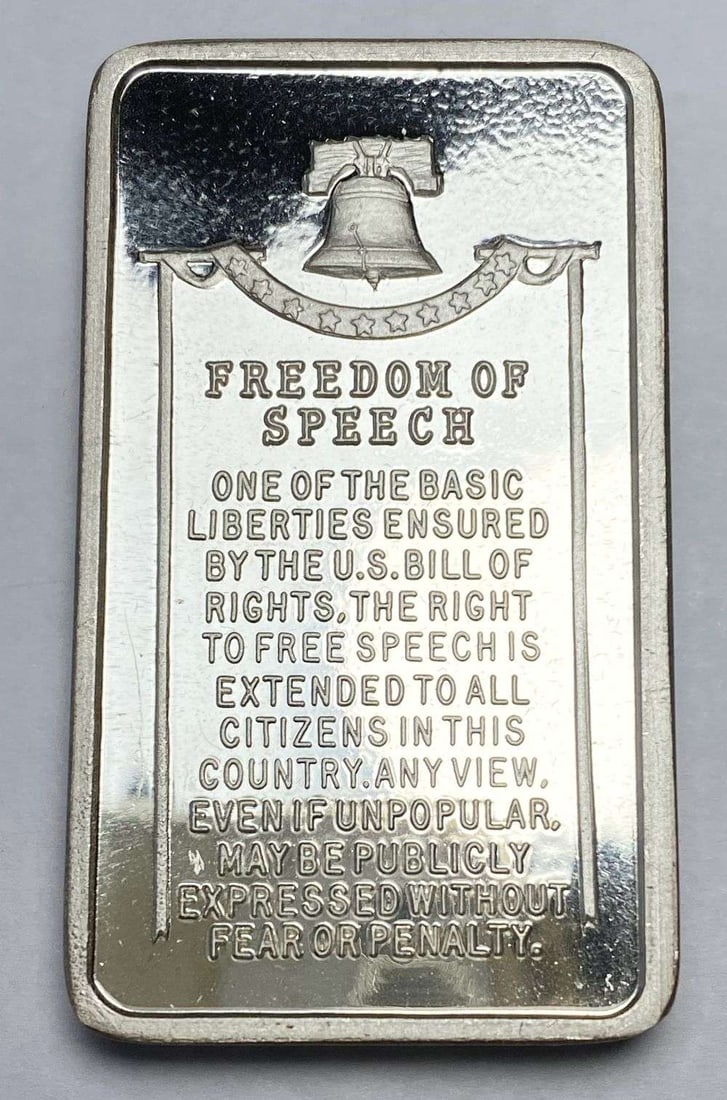 FREEDOM OF
SPEECH
ONE OF THE BASIC
LIBERTIES ENSURED
BY THE U.S. BILL OF
RIGHTS, THE RIGHT
TO FREE SPEECH IS
EXTENDED TO ALL
CITIZENS IN THIS
COUNTRY. ANY VIEW,
EVEN IF UNPOPULAR,
MAY BE PUBLICLY
EXPRESSED WITHOUT
FEAR OR PENALTY.